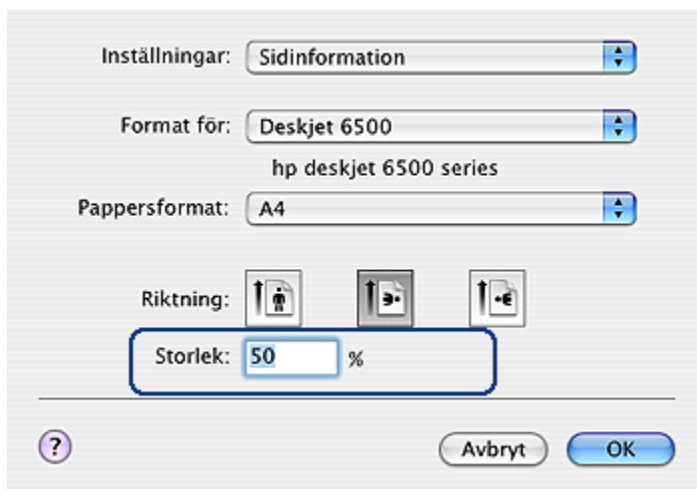 Inställningar: Sidinformation
Format för: Deskjet 6500
hp deskjet 6500 series
Pappersformat: A4
Riktning:
Storlek: 50 %
? Avbryt OK